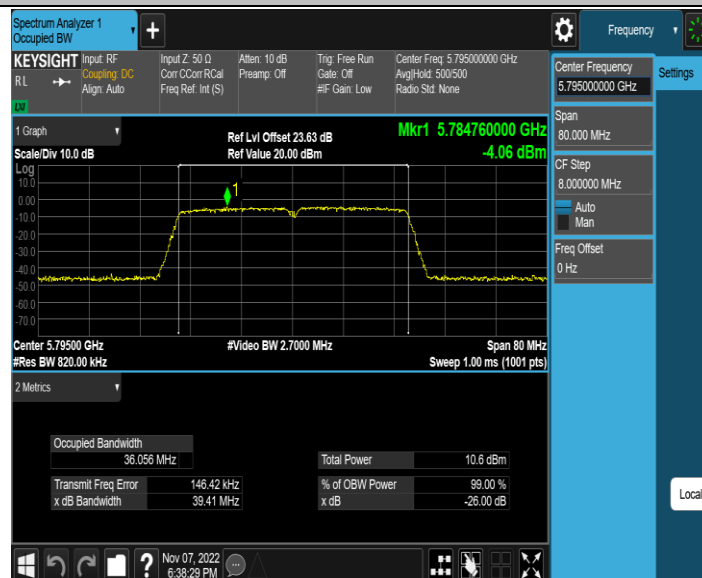 Spectrum Analyzer 1
Occupied BW
+
Frequency
KEYSIGHT
RL
LW
Input: RF
Coupling: DC
Align: Auto
Input Z: 50 Ω
Corr CCorr RCal
Freq Ref: Int (S)
Atten: 10 dB
Preamp: Off
Trig: Free Run
Gate: Off
#IF Gain: Low
Center Freq: 5.795000000 GHz
Avg|Hold: 500/500
Radio Std: None
Center Frequency
5.795000000 GHz
Settings
Span
80.000 MHz
CF Step
8.000000 MHz
Auto
Man
Freq Offset
0 Hz
1 Graph
Scale/Div 10.0 dB
Ref Lvl Offset 23.63 dB
Ref Value 20.00 dBm
Mkr1 5.784760000 GHz
-4.06 dBm
Log
10.0
0.00
-10.0
-20.0
-30.0
-40.0
-50.0
-60.0
-70.0
1
Center 5.79500 GHz
#Res BW 820.00 kHz
#Video BW 2.7000 MHz
Span 80 MHz
Sweep 1.00 ms (1001 pts)
2 Metrics
Occupied Bandwidth
36.056 MHz
Total Power 10.6 dBm
Transmit Freq Error 146.42 kHz
% of OBW Power 99.00 %
x dB Bandwidth 39.41 MHz
x dB -26.00 dB
Local
?
Nov 07, 2022
6:38:29 PM